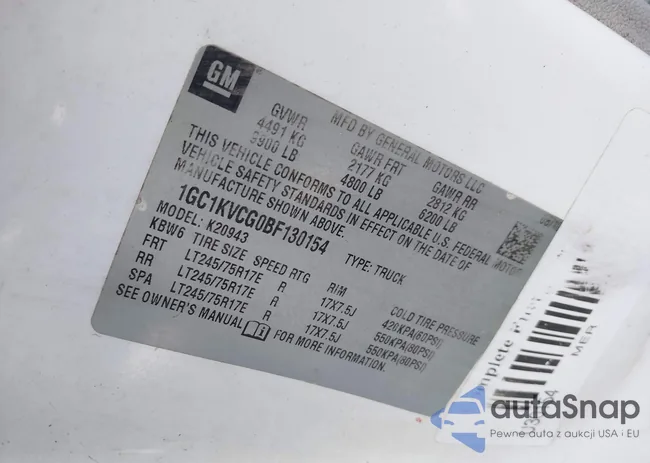 GM
MFD BY GENERAL MOTORS LLC
GVWR GAWR FRT GAWR RR
4491 KG 2177 KG 2812 KG
9900 LB 4800 LB 6200 LB
THIS VEHICLE CONFORMS TO ALL APPLICABLE U.S. FEDERAL MOTOR
VEHICLE SAFETY STANDARDS IN EFFECT ON THE DATE OF
MANUFACTURE SHOWN ABOVE.
1GC1KVCG0BF130154
TYPE: TRUCK
MODEL: K20943
KBW6 TIRE SIZE SPEED RTG RIM COLD TIRE PRESSURE
FRT LT245/75R17E R 17X7.5J 420KPA(60PSI)
RR LT245/75R17E R 17X7.5J 550KPA(80PSI)
SPA LT245/75R17E R 17X7.5J 550KPA(80PSI)
SEE OWNER'S MANUAL FOR MORE INFORMATION.
MER
autoSnap
Pewne auta z aukcji USA i EU